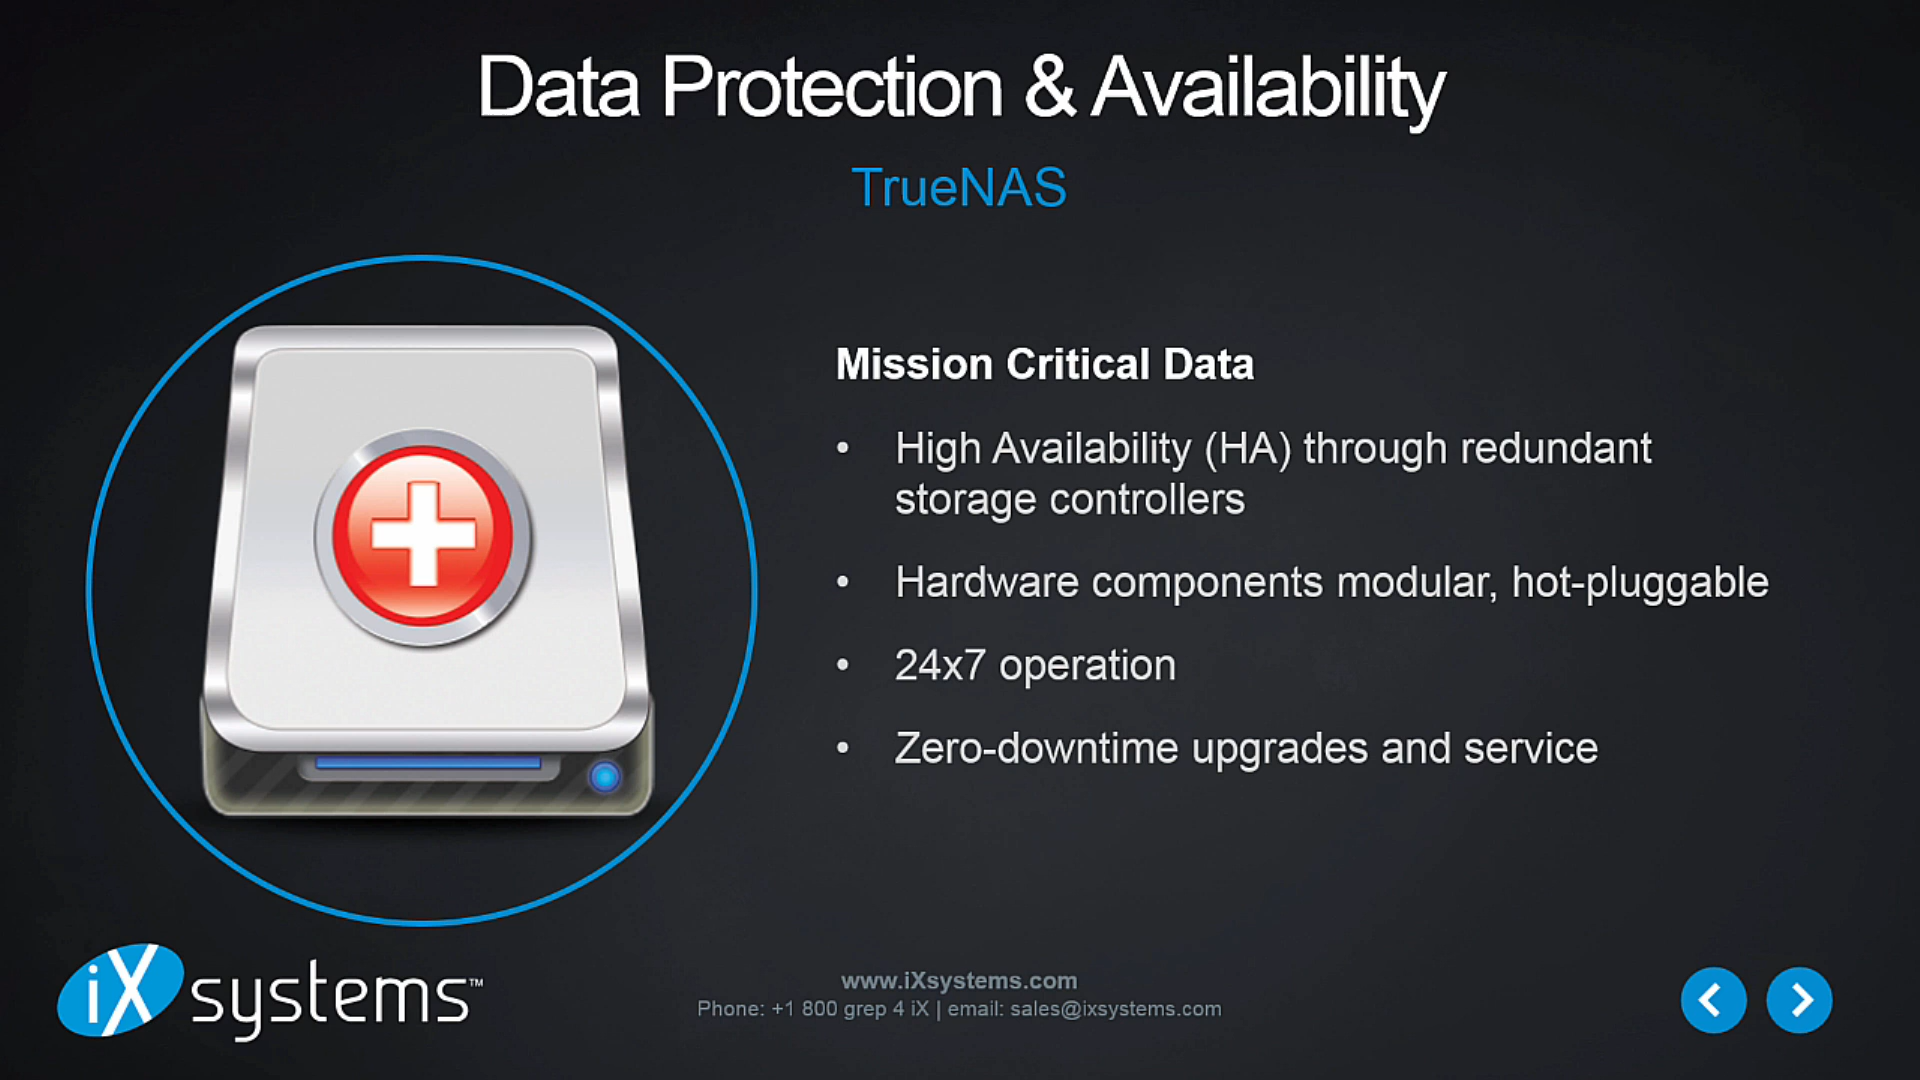 Data Protection & Availability
TrueNAS
Mission Critical Data
• High Availability (HA) through redundant
storage controllers
• Hardware components modular, hot-pluggable
• 24x7 operation
• Zero-downtime upgrades and service
iX systems™
www.iXsystems.com
Phone: +1 800 grep 4 iX | email: sales@ixsystems.com